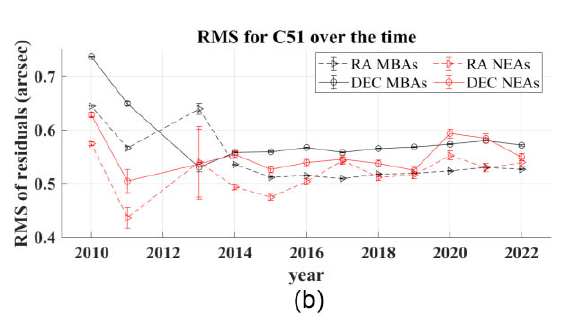 RMS for C51 over the time
RA MBAs
RA NEAs
DEC MBAs
DEC NEAs
RMS of residuals (arcsec)
0.7
0.6
0.5
0.4
2010 2012 2014 2016 2018 2020 2022
year
(b)